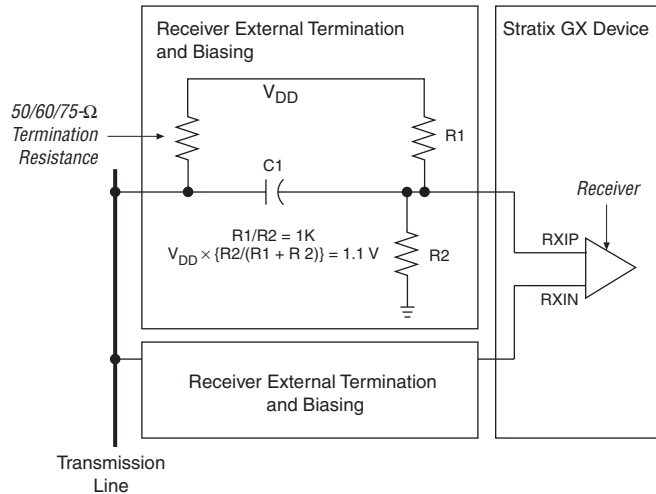 Receiver External Termination
and Biasing
Stratix GX Device
V_DD
50/60/75-Ω
Termination
Resistance
R1
C1
Receiver
R1/R2 = 1K
V_DD × {R2/(R1 + R 2)} = 1.1 V
R2
RXIP
RXIN
Receiver External Termination
and Biasing
Transmission
Line